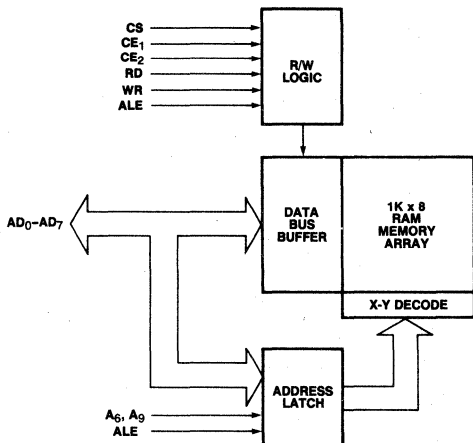 CS
CE₁
CE₂
RD
WR
ALE
R/W
LOGIC
AD₀–AD₇
DATA
BUS
BUFFER
1K x 8
RAM
MEMORY
ARRAY
X-Y DECODE
ADDRESS
LATCH
A₆, A₉
ALE